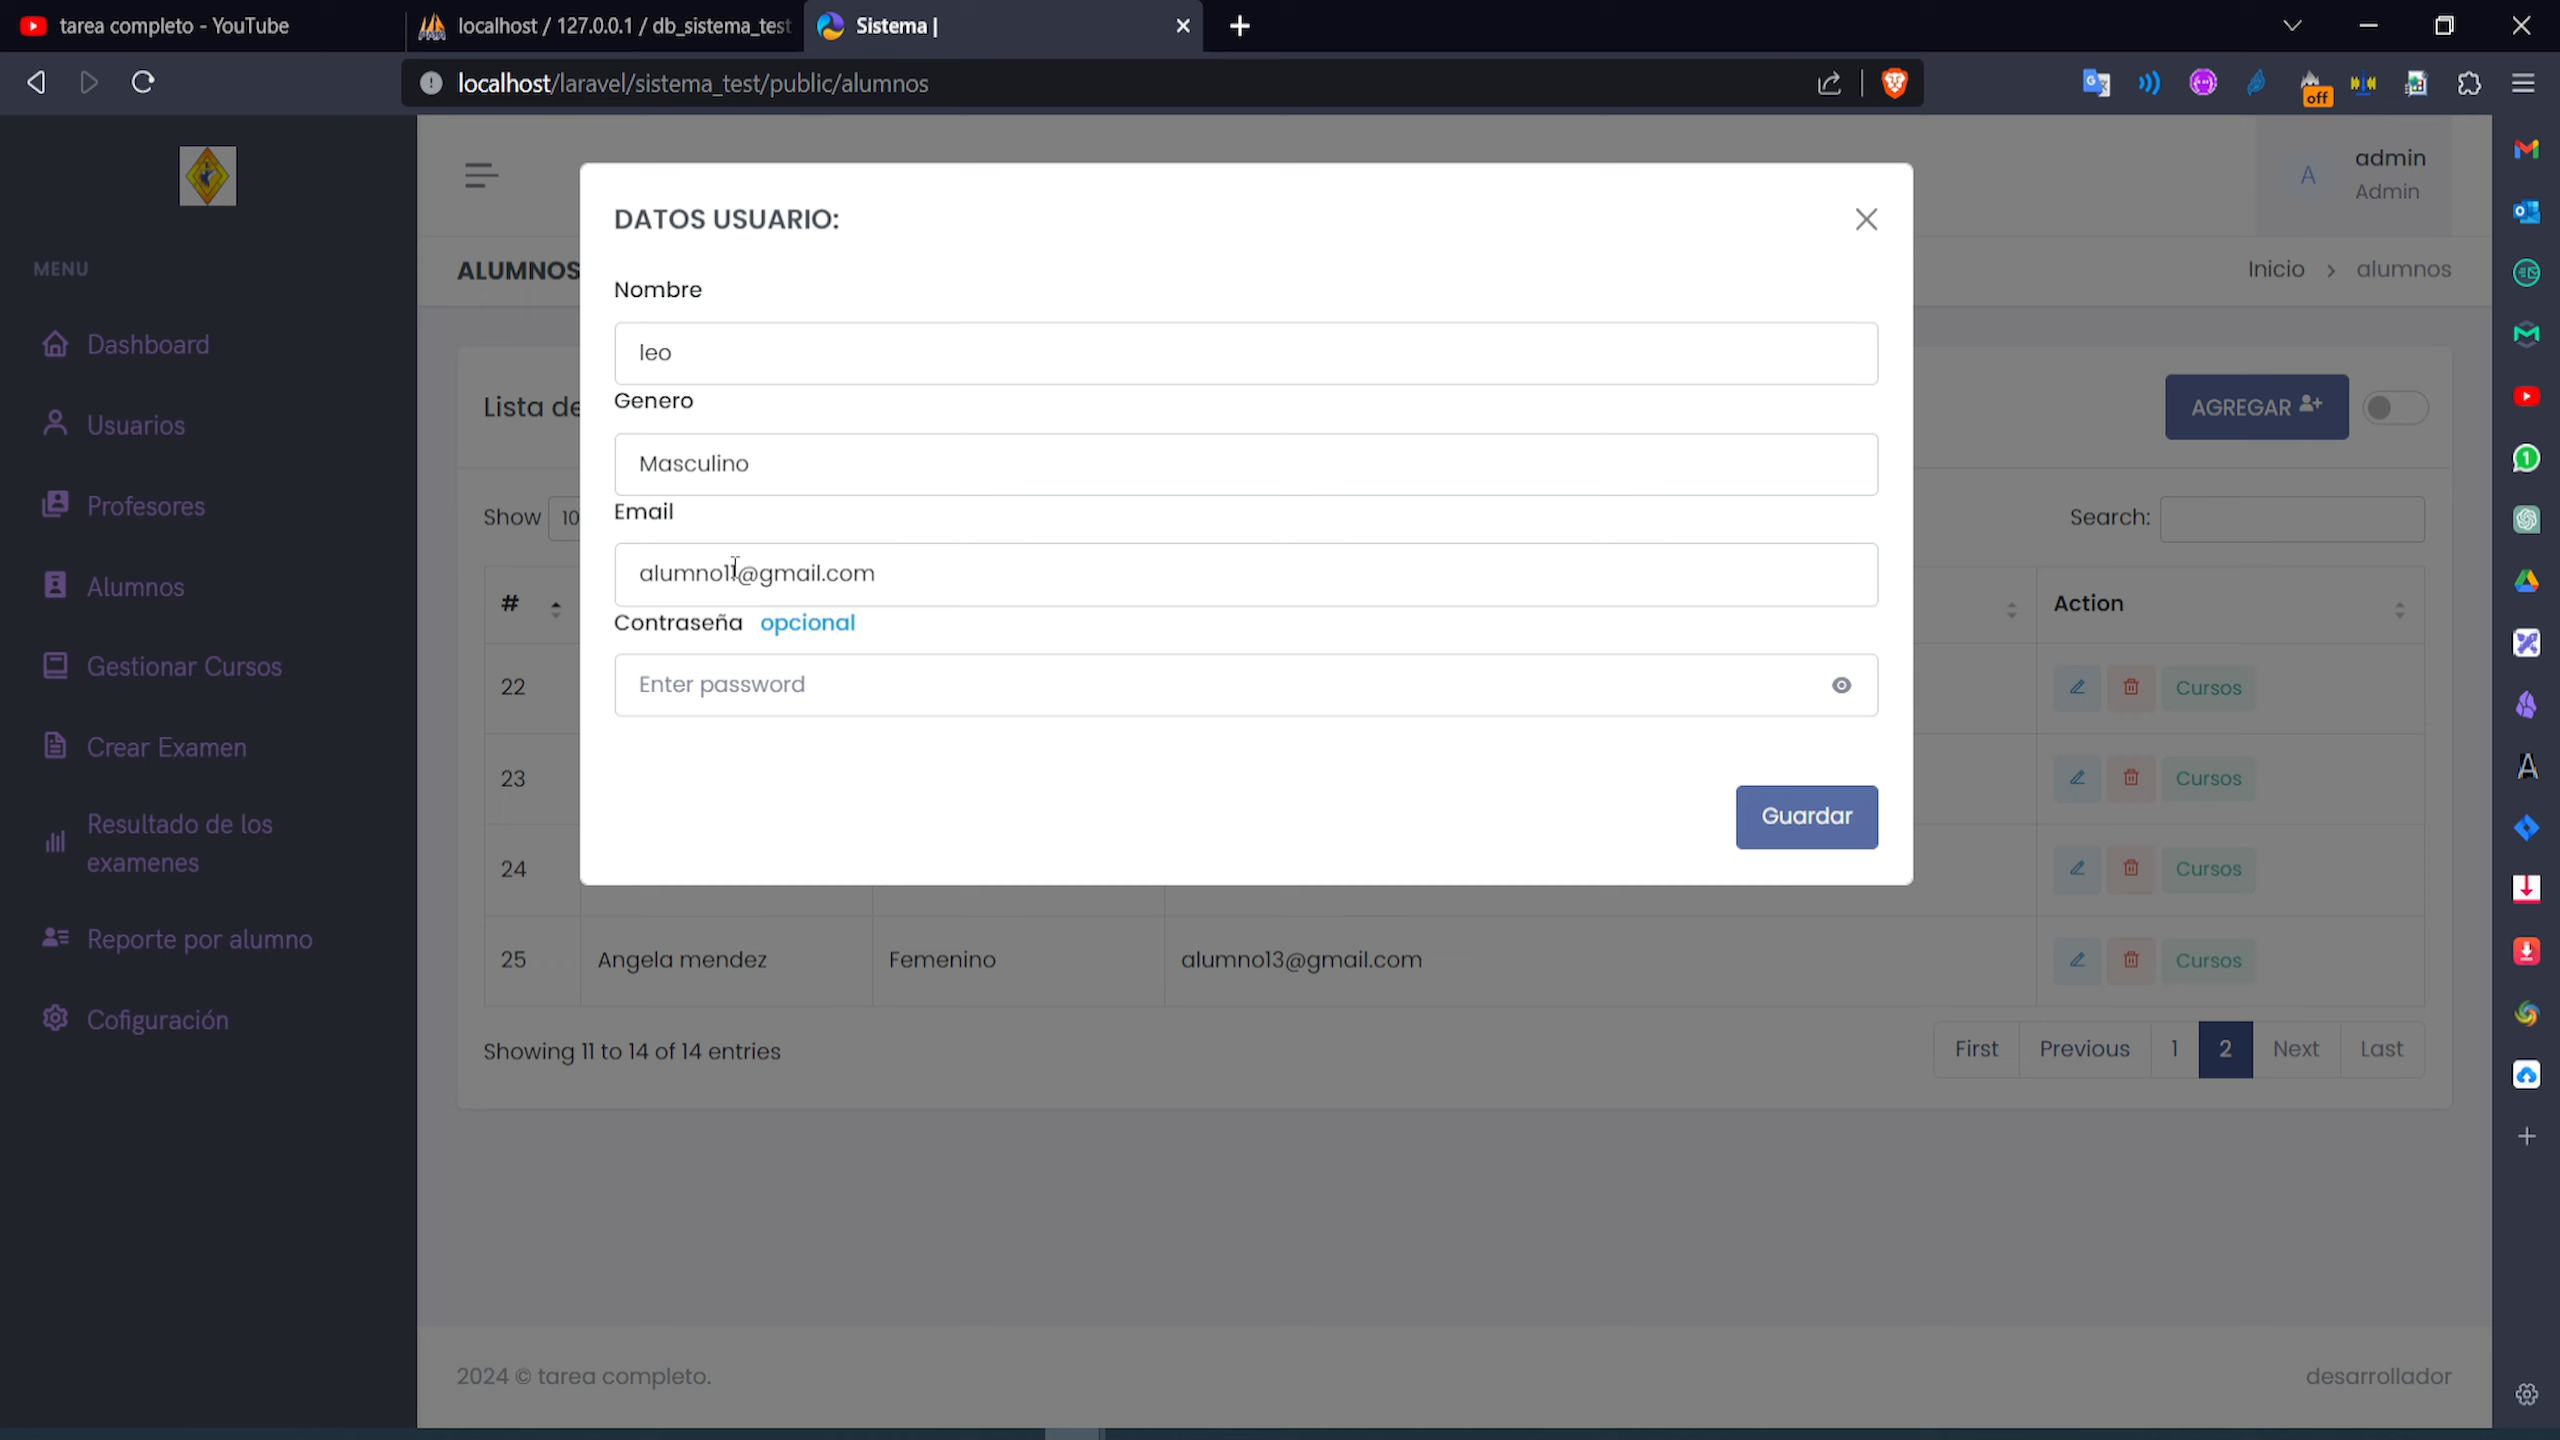 tarea completo - YouTube
localhost / 127.0.0.1 / db_sistema_test
Sistema |
localhost/laravel/sistema_test/public/alumnos
off
MENU
Dashboard
Usuarios
Profesores
Alumnos
Gestionar Cursos
Crear Examen
Resultado de los
examenes
Reporte por alumno
Cofiguración
A
admin
Admin
ALUMNOS
Inicio > alumnos
DATOS USUARIO:
Nombre
leo
Genero
Masculino
Email
alumno11@gmail.com
Contraseña opcional
Enter password
Guardar
Lista de
AGREGAR
Show 10
Search:
# Action
22 Cursos
23 Cursos
24 Cursos
25 Angela mendez Femenino alumno13@gmail.com Cursos
Showing 11 to 14 of 14 entries
First Previous 1 2 Next Last
2024 © tarea completo.
desarrollador